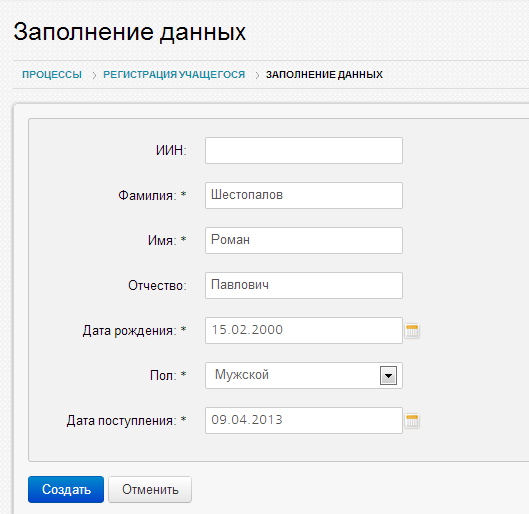 Заполнение данных
ПРОЦЕССЫ РЕГИСТРАЦИЯ УЧАЩЕГОСЯ ЗАПОЛНЕНИЕ ДАННЫХ
ИИН:
Фамилия: * Шестопалов
Имя: * Роман
Отчество: Павлович
Дата рождения: * 15.02.2000
Пол: * Мужской
Дата поступления: * 09.04.2013
Создать Отменить